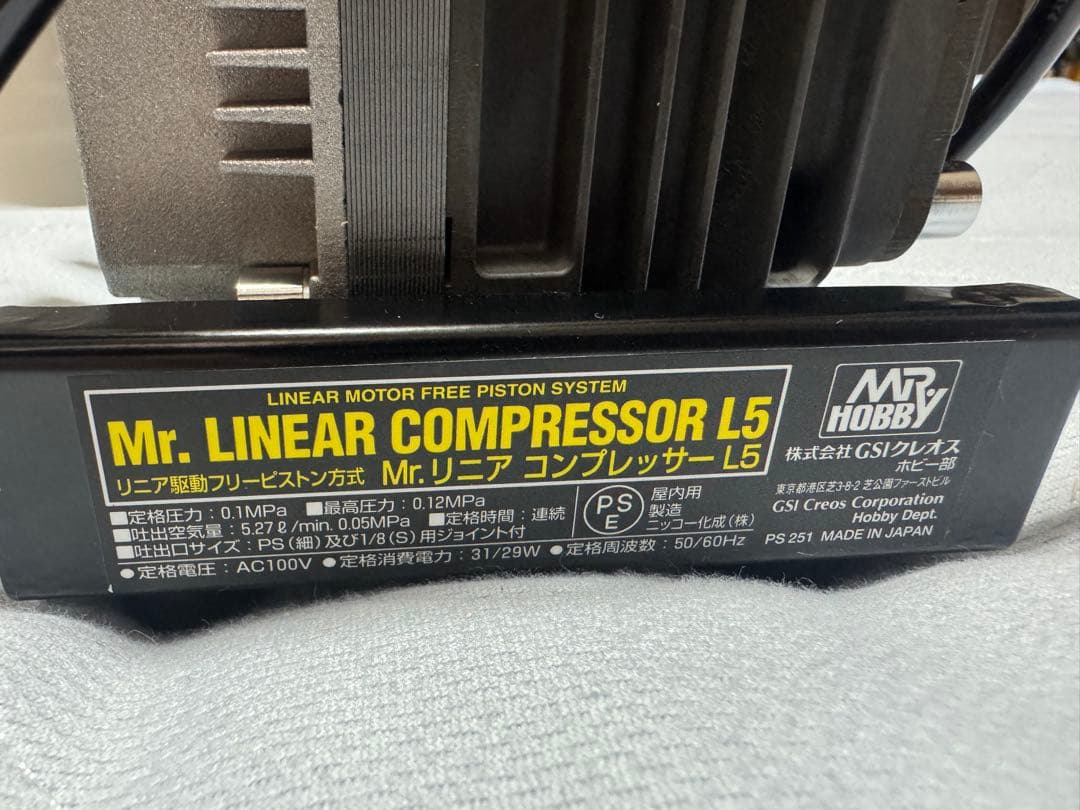 LINEAR MOTOR FREE PISTON SYSTEM
Mr. LINEAR COMPRESSOR L5
リニア駆動フリーピストン方式 Mr.リニア コンプレッサー L5
■定格圧力：0.1MPa ■最高圧力：0.12MPa
■吐出空気量：5.27ℓ/min. 0.05MPa ■定格時間：連続
■吐出口サイズ：PS(細)及び1/8(S)用ジョイント付
●定格電圧：AC100V ●定格消費電力：31/29W ●定格周波数：50/60Hz
PS
E
屋内用
製造
ニッコー化成(株)
MR.
HOBBY
株式会社GSIクレオス
ホビー部
東京都港区芝3-8-2 芝公園ファーストビル
GSI Creos Corporation
Hobby Dept.
PS 251 MADE IN JAPAN